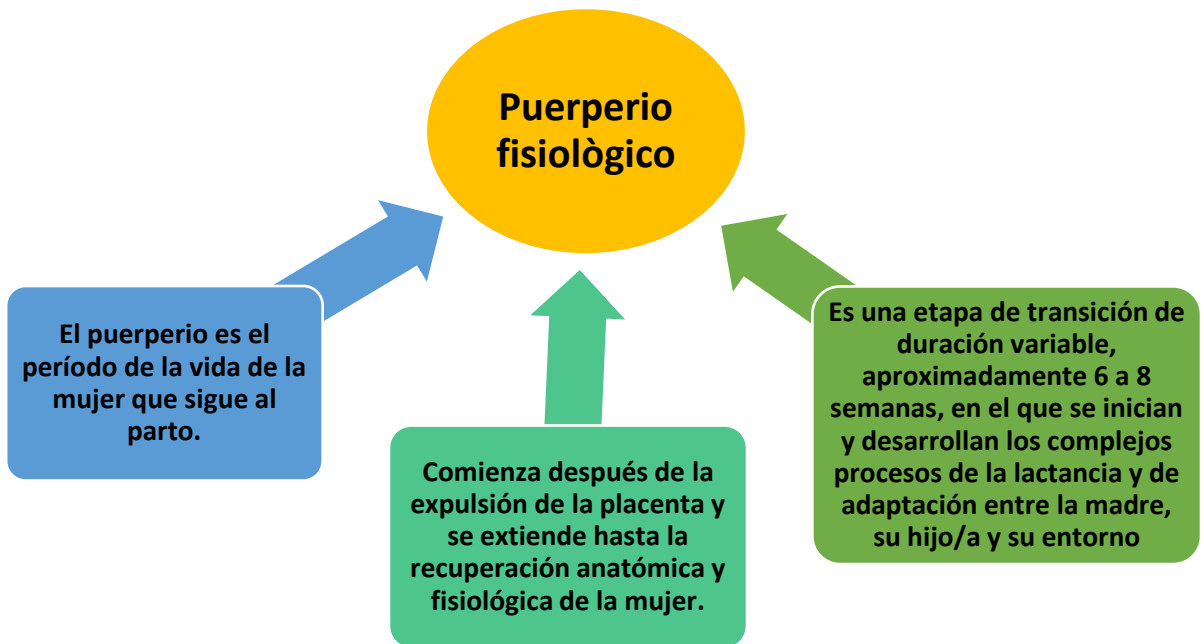 Puerperio
fisiològico
El puerperio es el
período de la vida de la
mujer que sigue al
parto.
Comienza después de la
expulsión de la placenta y
se extiende hasta la
recuperación anatómica y
fisiológica de la mujer.
Es una etapa de transición de
duración variable,
aproximadamente 6 a 8
semanas, en el que se inician
y desarrollan los complejos
procesos de la lactancia y de
adaptación entre la madre,
su hijo/a y su entorno